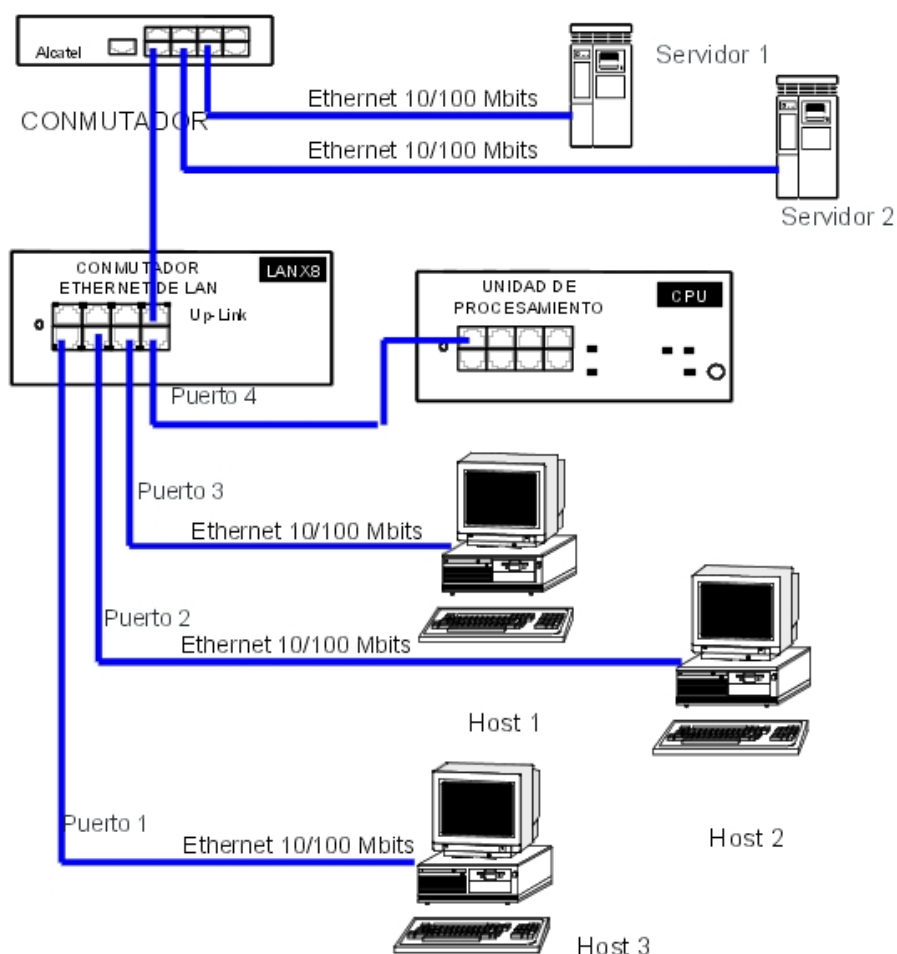 Alcatel
Servidor 1
Ethernet 10/100 Mbits
CONMUTADOR
Ethernet 10/100 Mbits
Servidor 2
CONMUTADOR
ETHERNET DE LAN
LANX8
Up-Link
UNIDAD DE
PROCESAMIENTO
CPU
Puerto 4
Puerto 3
Ethernet 10/100 Mbits
Puerto 2
Ethernet 10/100 Mbits
Host 1
Puerto 1
Ethernet 10/100 Mbits
Host 2
Host 3